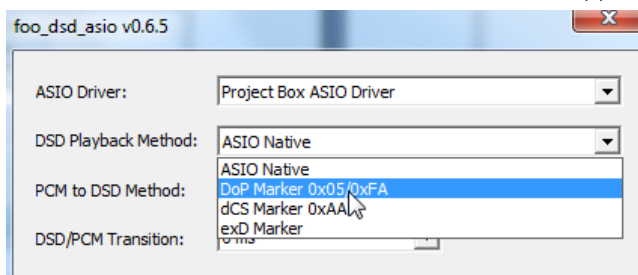 foo_dsd_asio v0.6.5
ASIO Driver: Project Box ASIO Driver
DSD Playback Method: ASIO Native
ASIO Native
PCM to DSD Method: DoP Marker 0x05/0xFA
dCS Marker 0xAA
exD Marker
DSD/PCM Transition: